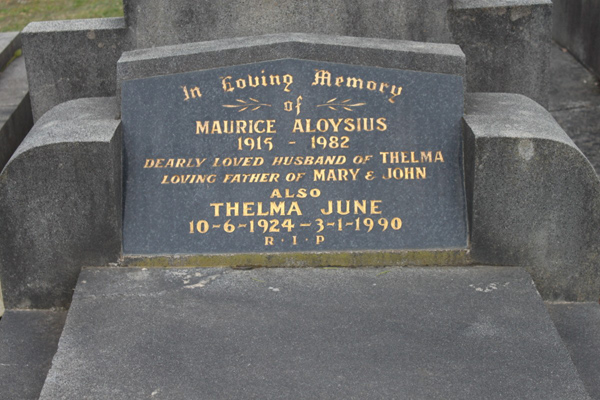 In Loving Memory
of
MAURICE ALOYSIUS
1915 - 1982
DEARLY LOVED HUSBAND OF THELMA
LOVING FATHER OF MARY & JOHN
ALSO
THELMA JUNE
10-6-1924-3-1-1990
R·I·P